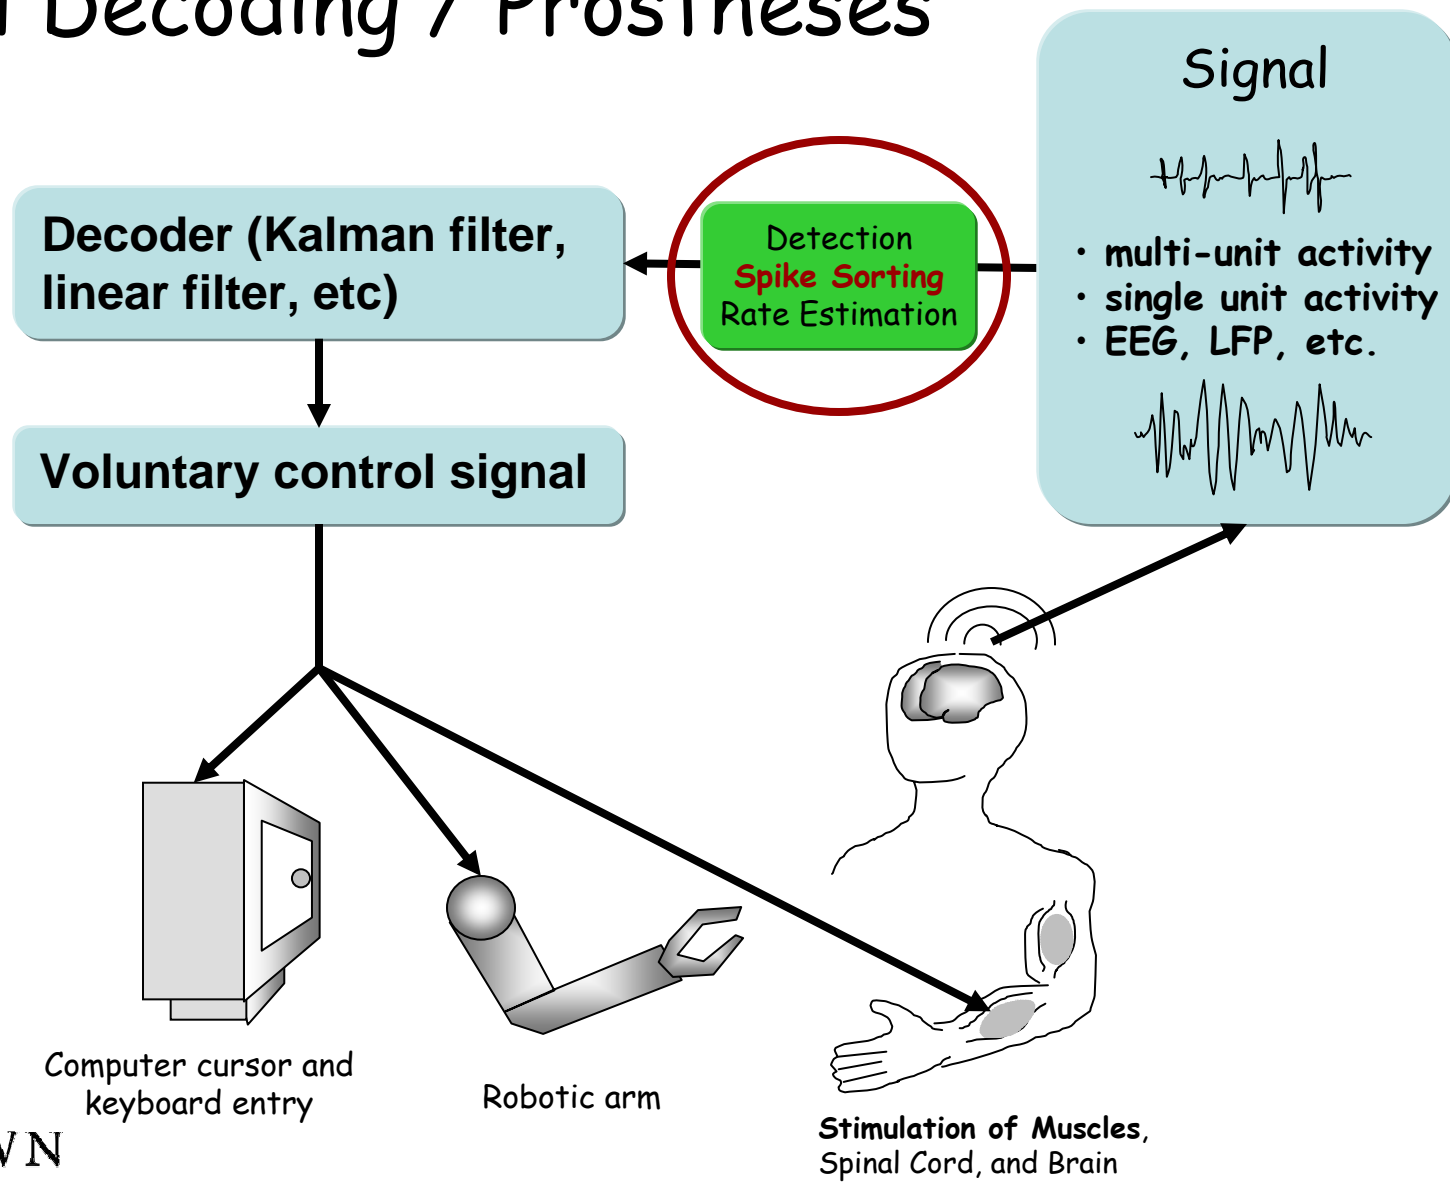 Decoding / Prostheses
Signal
• multi-unit activity
• single unit activity
• EEG, LFP, etc.
Detection
Spike Sorting
Rate Estimation
Decoder (Kalman filter,
linear filter, etc)
Voluntary control signal
Computer cursor and
keyboard entry
Robotic arm
Stimulation of Muscles,
Spinal Cord, and Brain